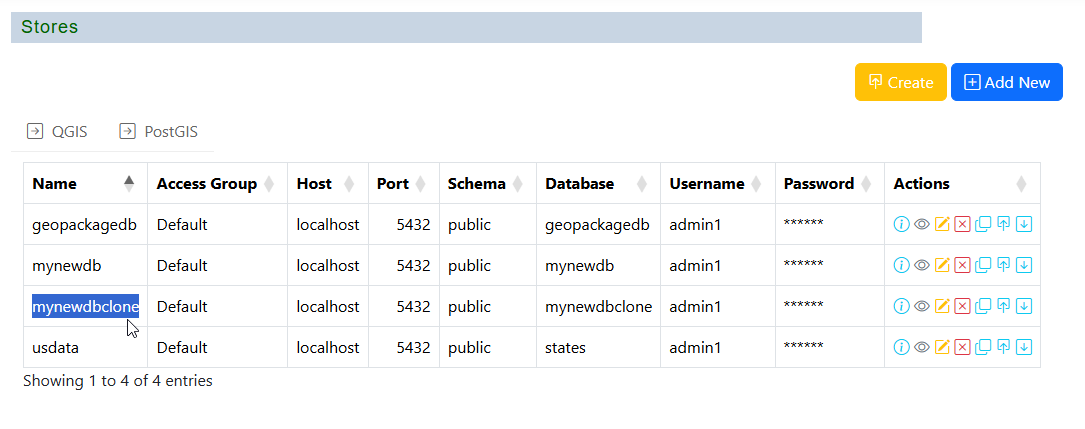 Stores
Create Add New
QGIS PostGIS
Name Access Group Host Port Schema Database Username Password Actions
geopackagedb Default localhost 5432 public geopackagedb admin1 ******
mynewdb Default localhost 5432 public mynewdb admin1 ******
mynewdbclone Default localhost 5432 public mynewdbclone admin1 ******
usdata Default localhost 5432 public states admin1 ******
Showing 1 to 4 of 4 entries